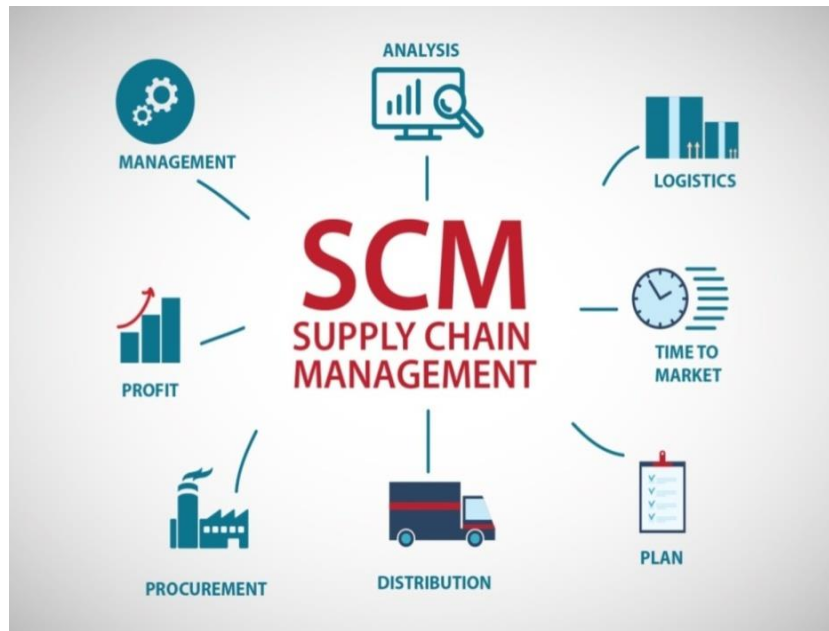 ANALYSIS
MANAGEMENT
LOGISTICS
SCM
SUPPLY CHAIN
MANAGEMENT
TIME TO
MARKET
PROFIT
PLAN
PROCUREMENT
DISTRIBUTION